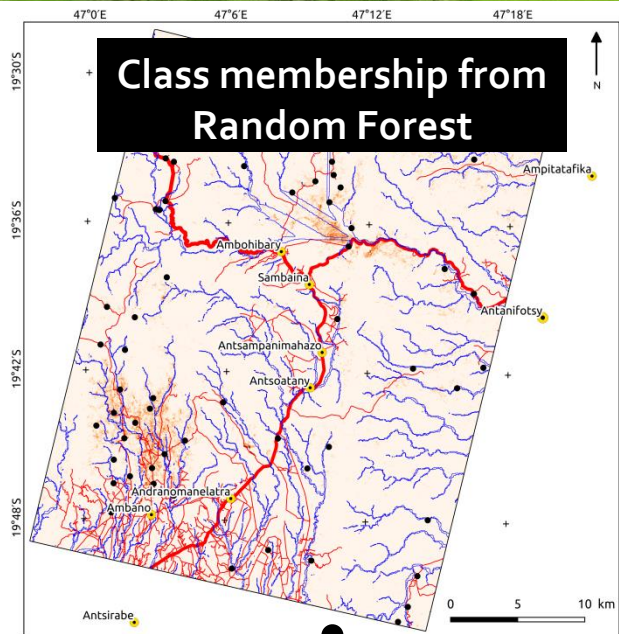 47°0′E 47°6′E 47°12′E 47°18′E
19°30′S
Class membership from
Random Forest
N
Ampitatafika
19°36′S
Ambohibary
Sambaina
Antanifotsy
Antsampanimahazo
19°42′S
Antsoatany
Andranomanelatra
Ambano
19°48′S
Antsirabe
0 5 10 km